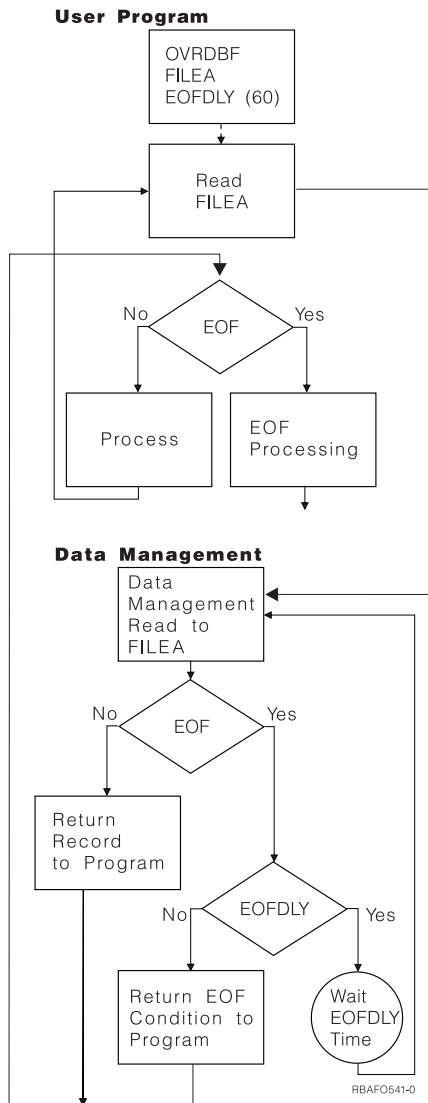 User Program
OVRDBF
FILEA
EOFDLY (60)
Read
FILEA
No
EOF
Yes
Process
EOF
Processing
Data Management
Data
Management
Read to
FILEA
No
EOF
Yes
Return
Record
to Program
No
EOFDLY
Yes
Return EOF
Condition to
Program
Wait
EOFDLY
Time
RBAFO541-0